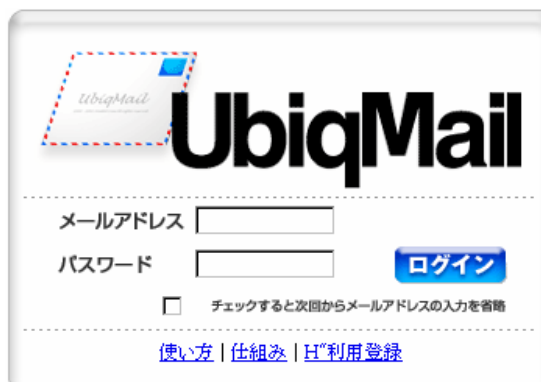 UbiqMail
UbiqMail
メールアドレス
パスワード
ログイン
チェックすると次回からメールアドレスの入力を省略
使い方 | 仕組み | H"利用登録